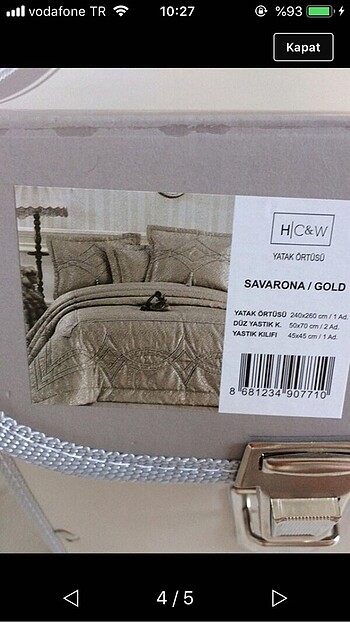 vodafone TR 10:27 %93
Kapat
H|C&W
YATAK ÖRTÜSÜ
SAVARONA / GOLD
YATAK ÖRTÜSÜ 240x260 cm / 1 Ad.
DÜZ YASTIK K. 50x70 cm / 2 Ad.
YASTIK KILIFI 45x45 cm / 1 Ad.
8 681234 907710
4 / 5